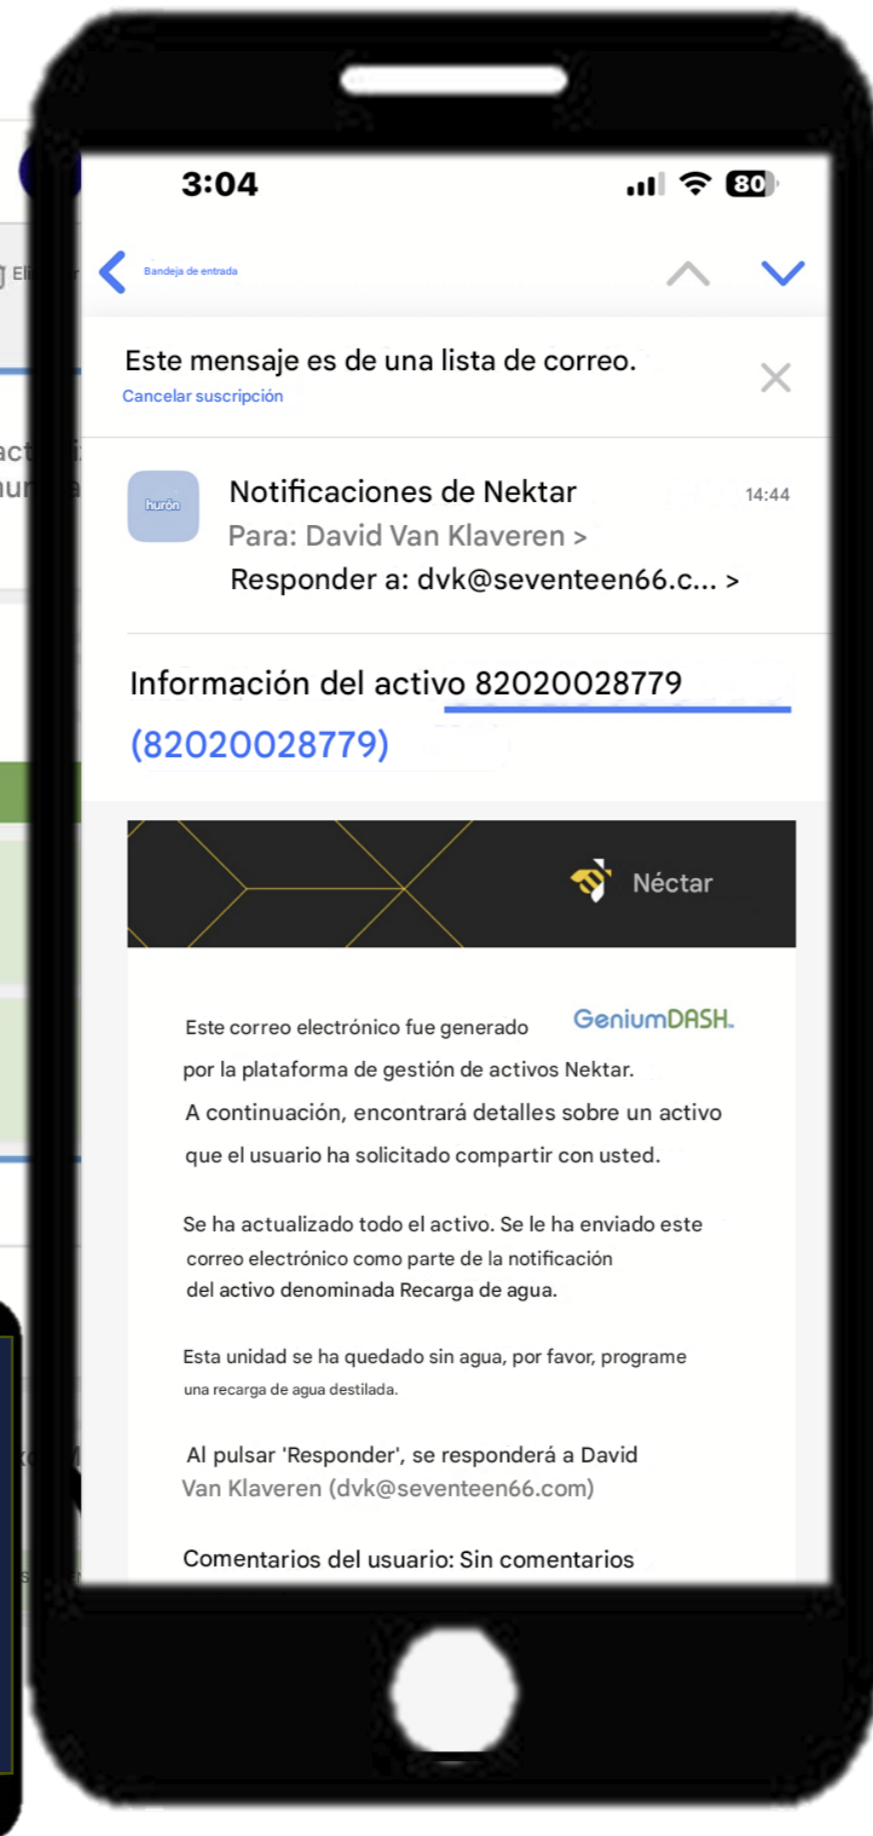 3:04
80
Bandeja de entrada
Este mensaje es de una lista de correo.
Cancelar suscripción
hurón
Notificaciones de Nektar
14:44
Para: David Van Klaveren >
Responder a: dvk@seventeen66.c... >
Información del activo 82020028779
(82020028779)
Néctar
GeniumDASH™
Este correo electrónico fue generado
por la plataforma de gestión de activos Nektar.
A continuación, encontrará detalles sobre un activo
que el usuario ha solicitado compartir con usted.
Se ha actualizado todo el activo. Se le ha enviado este
correo electrónico como parte de la notificación
del activo denominada Recarga de agua.
Esta unidad se ha quedado sin agua, por favor, programe
una recarga de agua destilada.
Al pulsar 'Responder', se responderá a David
Van Klaveren (dvk@seventeen66.com)
Comentarios del usuario: Sin comentarios